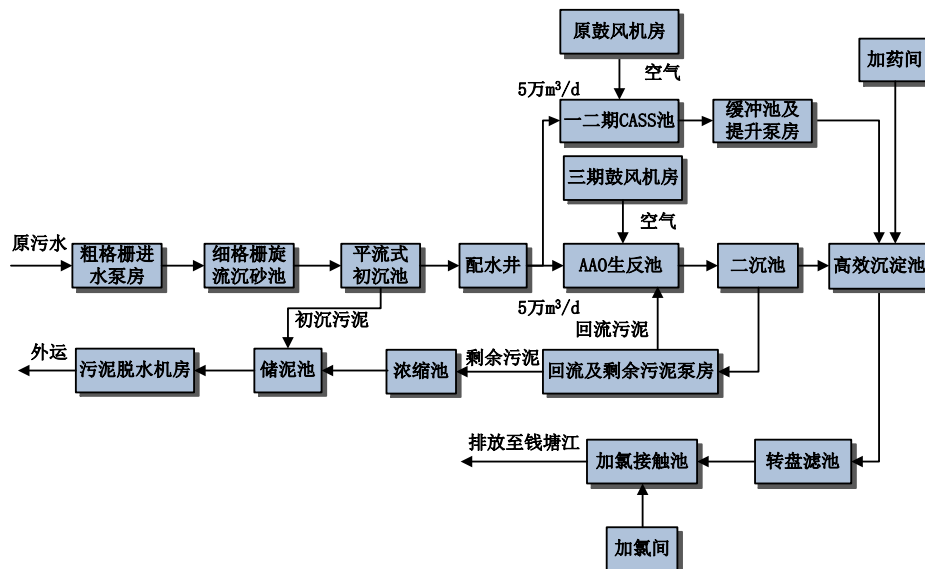 原鼓风机房
加药间
空气
5万m³/d
一二期CASS池
缓冲池及
提升泵房
三期鼓风机房
空气
原污水
粗格栅进
水泵房
细格栅旋
流沉砂池
平流式
初沉池
配水井
AAO生反池
二沉池
高效沉淀池
5万m³/d
初沉污泥
回流污泥
外运
污泥脱水机房
储泥池
浓缩池
剩余污泥
回流及剩余污泥泵房
排放至钱塘江
加氯接触池
转盘滤池
加氯间